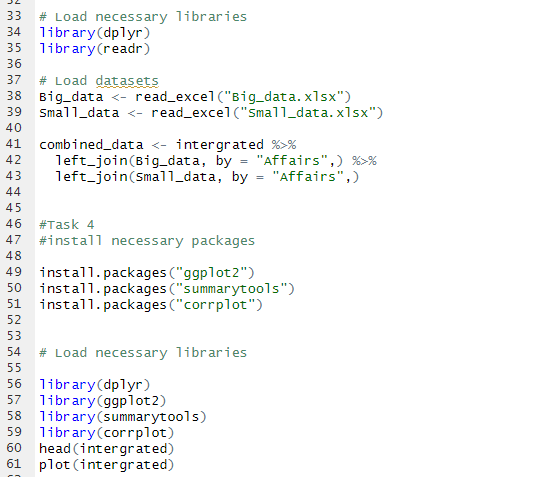 33 # Load necessary libraries
34 library(dplyr)
35 library(readr)
36
37 # Load datasets
38 Big_data <- read_excel("Big_data.xlsx")
39 Small_data <- read_excel("Small_data.xlsx")
40
41 combined_data <- intergrated %>%
42 left_join(Big_data, by = "Affairs",) %>%
43 left_join(Small_data, by = "Affairs",)
44
45
46 #Task 4
47 #install necessary packages
48
49 install.packages("ggplot2")
50 install.packages("summarytools")
51 install.packages("corrplot")
52
53
54 # Load necessary libraries
55
56 library(dplyr)
57 library(ggplot2)
58 library(summarytools)
59 library(corrplot)
60 head(intergrated)
61 plot(intergrated)